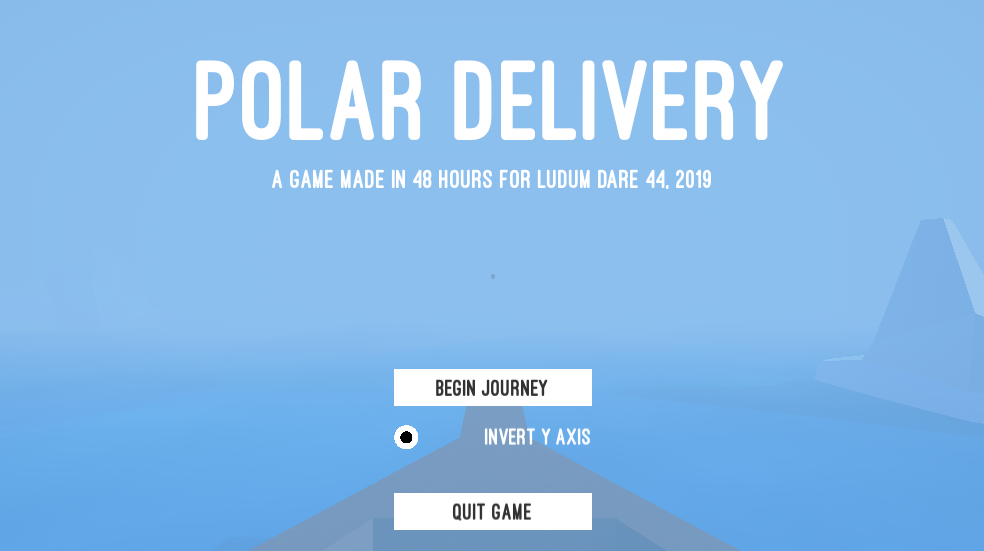 POLAR DELIVERY
A GAME MADE IN 48 HOURS FOR LUDUM DARE 44, 2019
BEGIN JOURNEY
INVERT Y AXIS
QUIT GAME